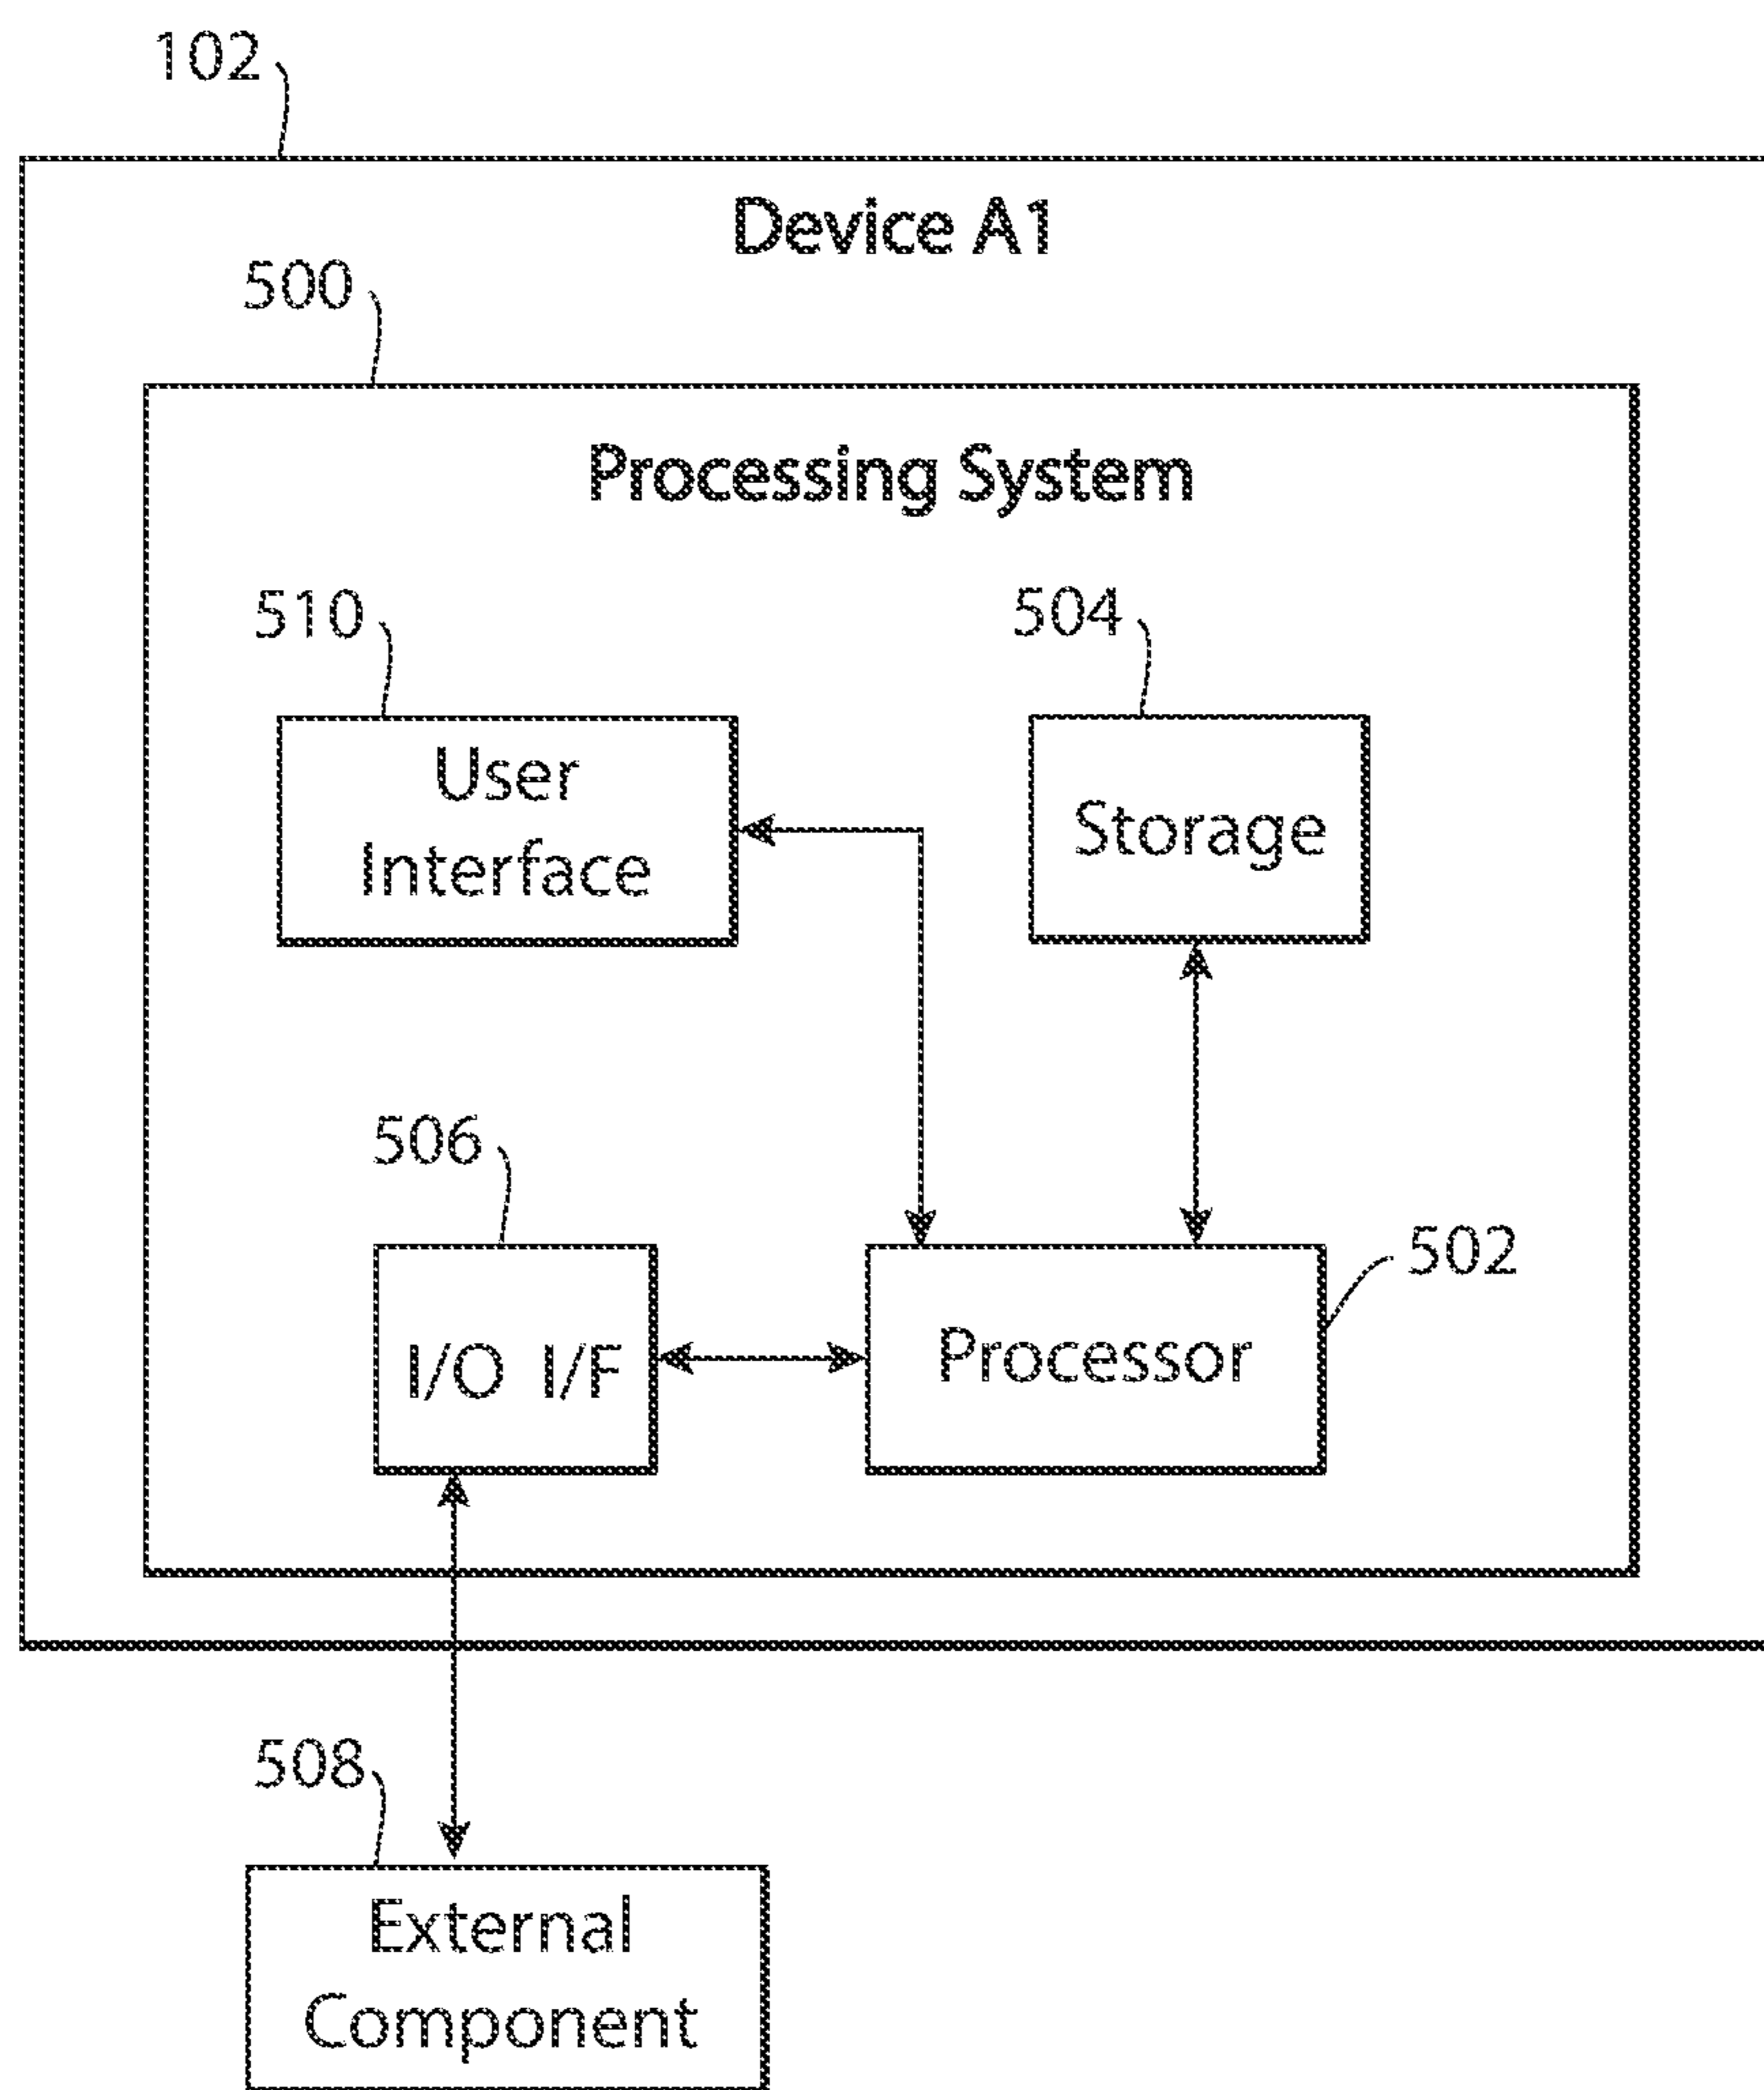 102
Device A1
500
Processing System
510
504
User
Interface
Storage
506
502
I/O I/F
Processor
508
External
Component